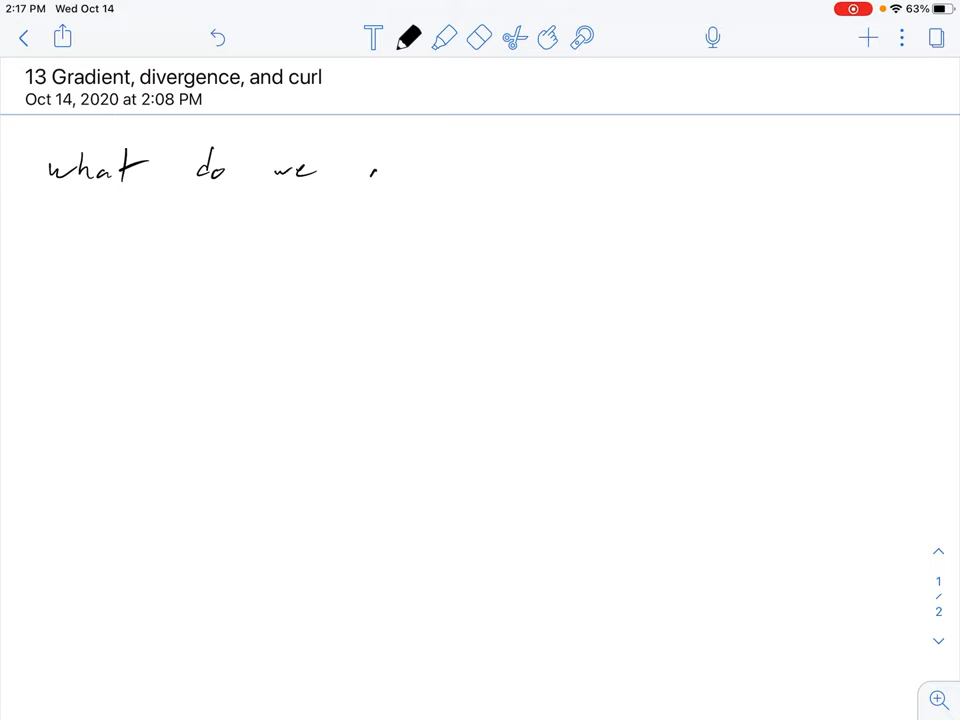 2:17 PM Wed Oct 14
63%
13 Gradient, divergence, and curl
Oct 14, 2020 at 2:08 PM
what do we
1
/
2